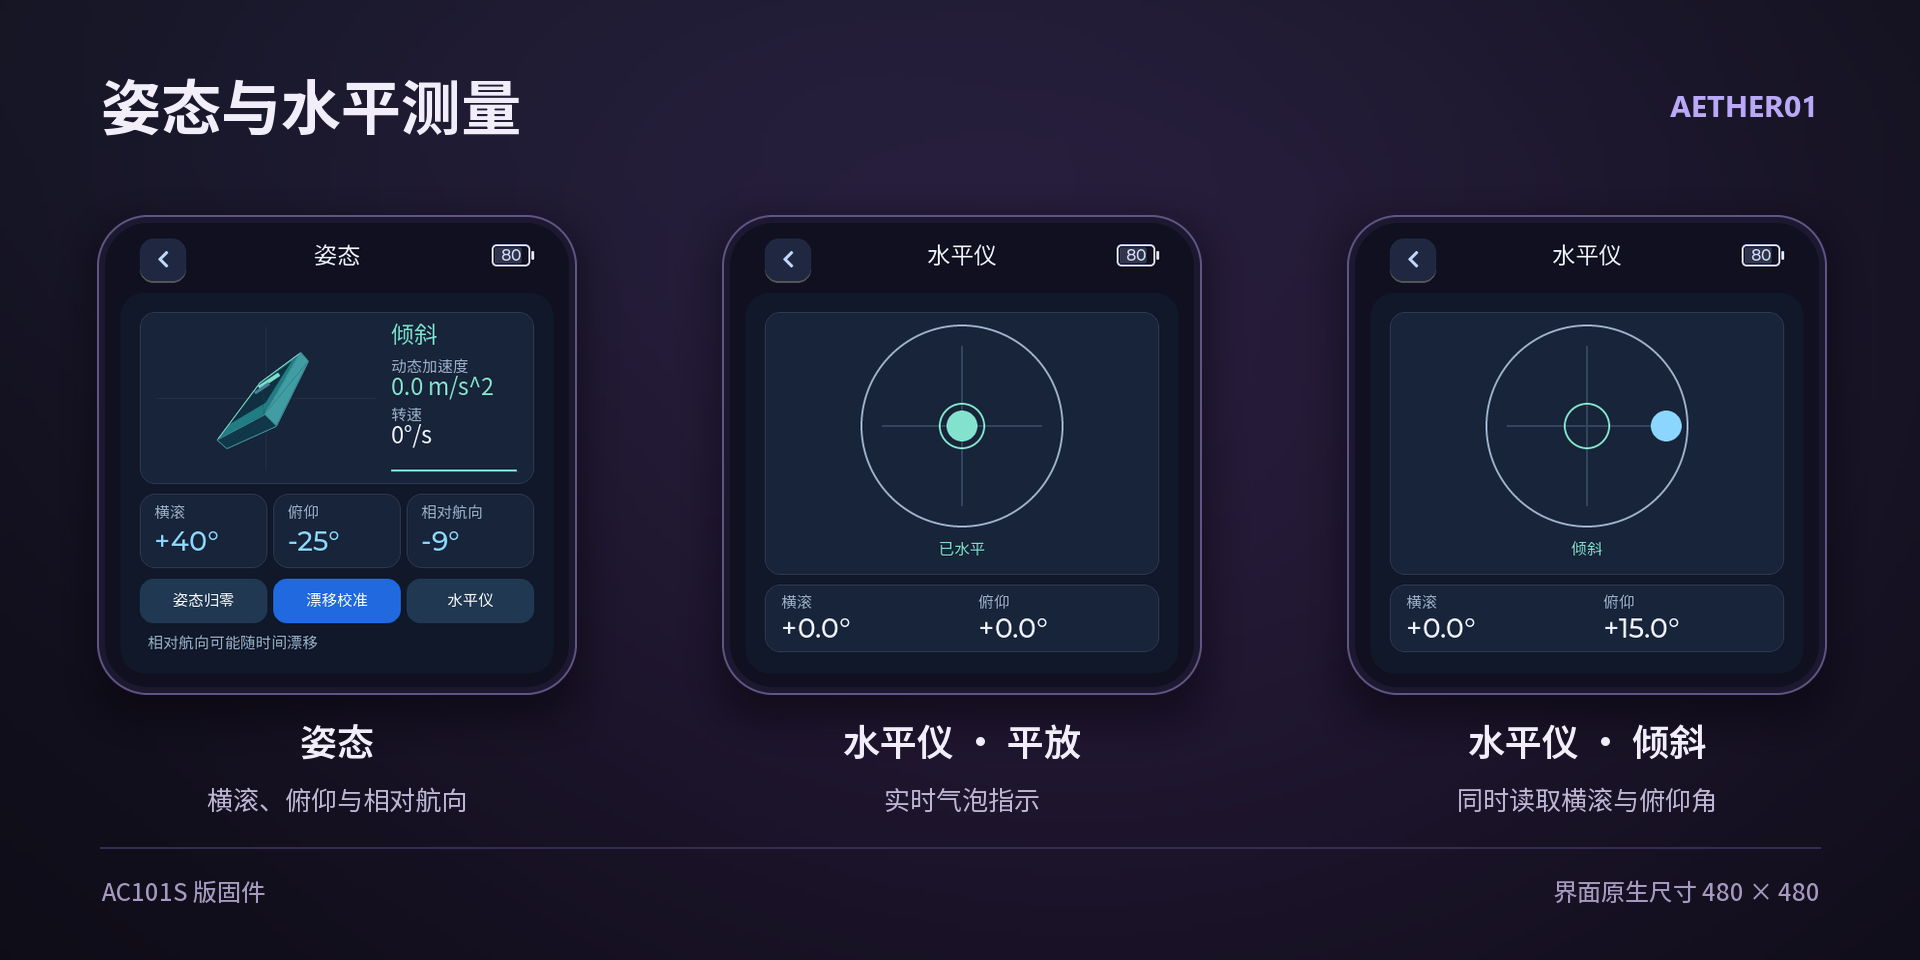 姿态与水平测量
AETHER01
姿态
80
倾斜
动态加速度
0.0 m/s^2
转速
0°/s
横滚
+40°
俯仰
-25°
相对航向
-9°
姿态归零
漂移校准
水平仪
相对航向可能随时间漂移
水平仪
80
已水平
横滚
+0.0°
俯仰
+0.0°
水平仪
80
倾斜
横滚
+0.0°
俯仰
+15.0°
姿态
横滚、俯仰与相对航向
水平仪 · 平放
实时气泡指示
水平仪 · 倾斜
同时读取横滚与俯仰角
AC101S 版固件
界面原生尺寸 480 × 480